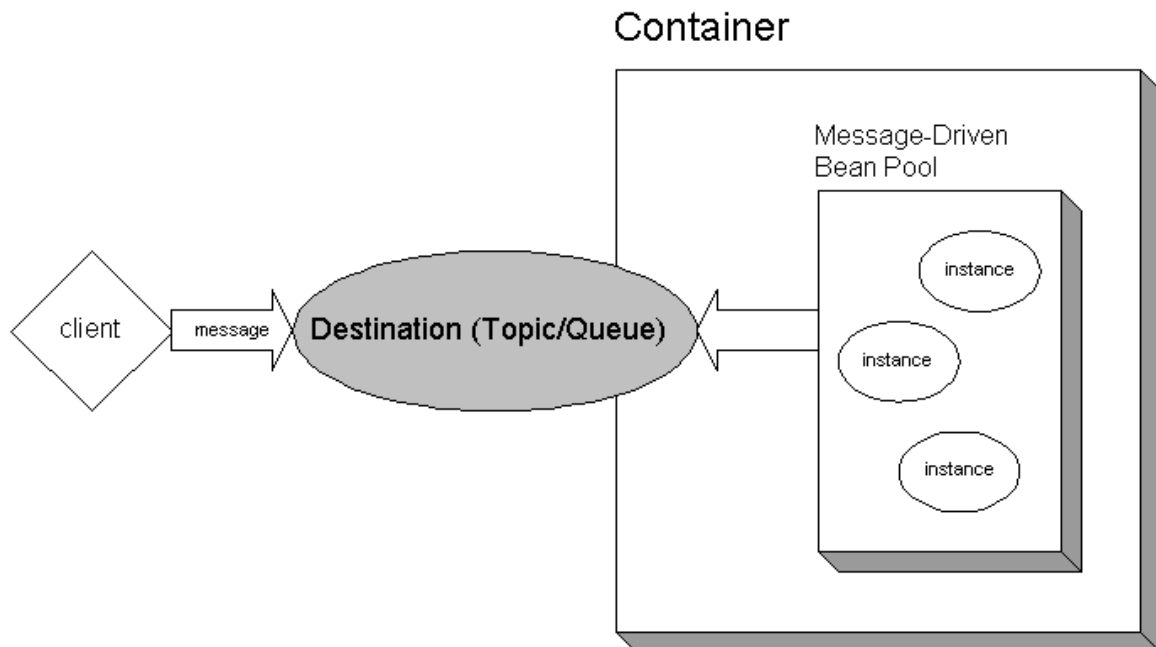 Container
Message-Driven
Bean Pool
instance
client
message
Destination (Topic/Queue)
instance
instance